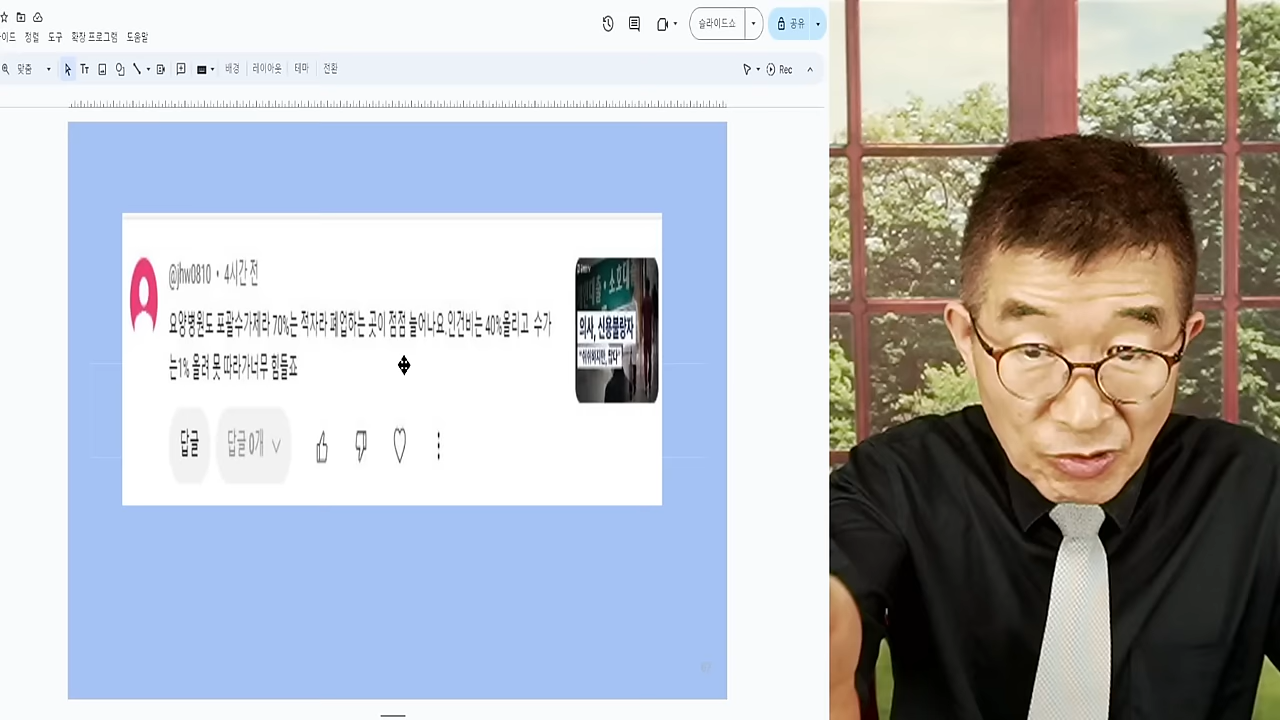 이드 정렬 도구 확장 프로그램 도움말
슬라이드쇼
공유
맞춤
배경 레이아웃 테마 전환
Rec
@jhw0810 • 4시간 전
요양병원도 포괄수가제라 70%는 적자라 폐업하는 곳이 점점 늘어나요.인건비는 40%올리고 수가
는1% 올려 못 따라가너무 힘들죠
의사, 신용불량자
답글
답글 0개